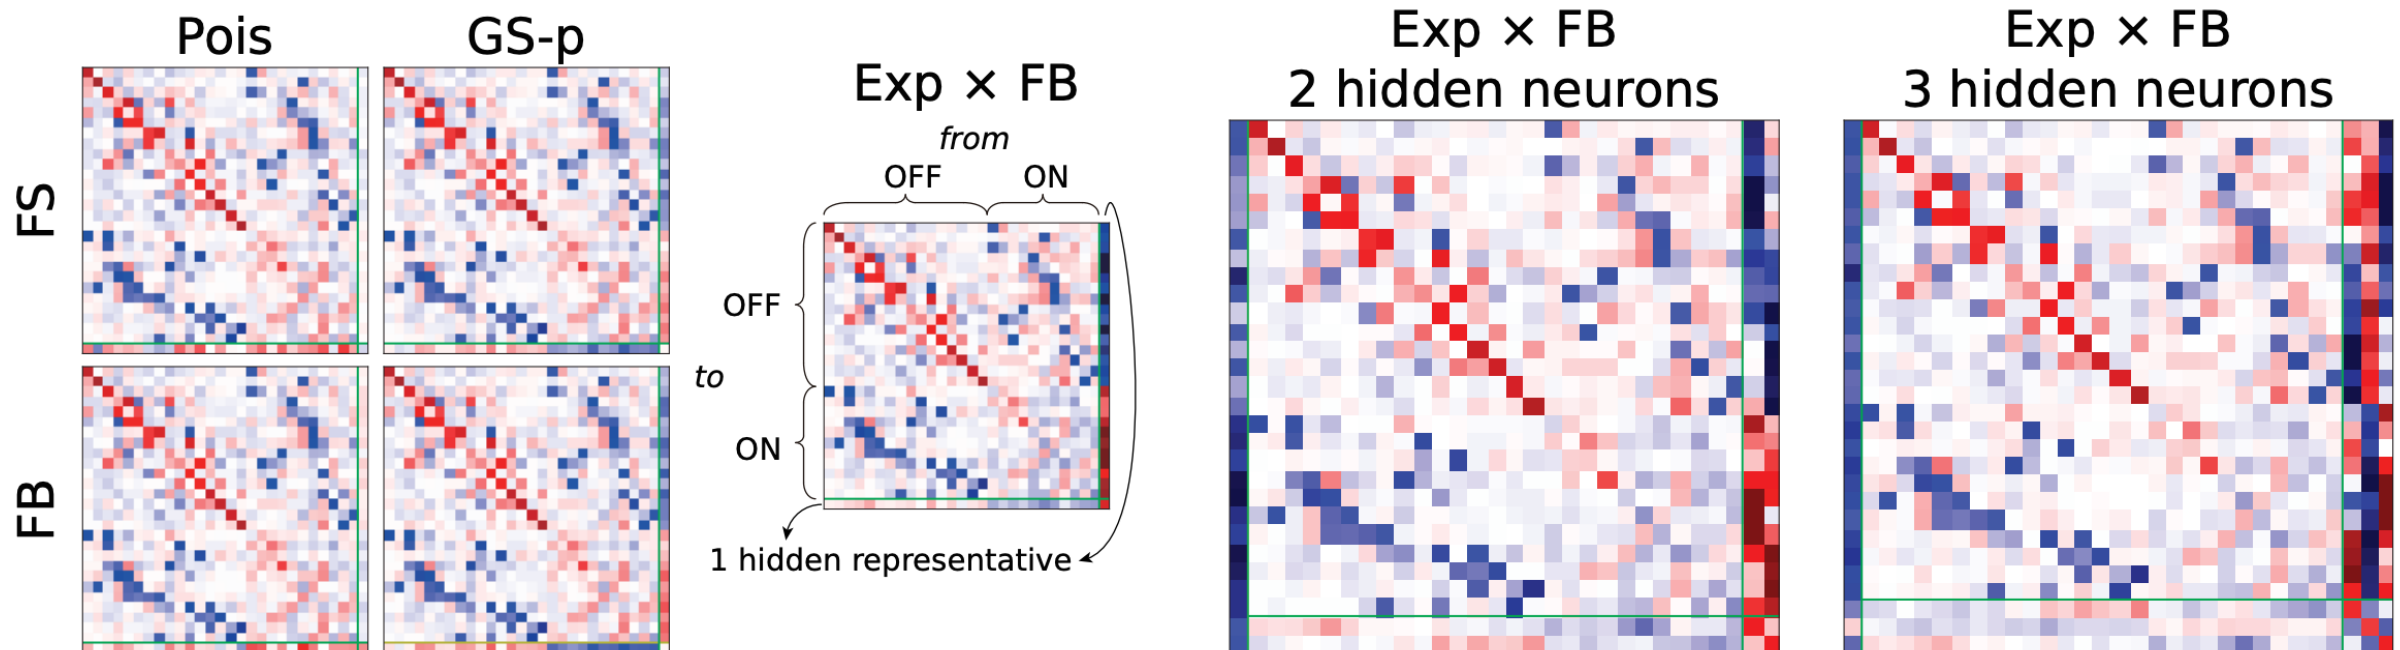 Pois
GS-p
FS
FB
Exp × FB
from
OFF
ON
OFF
to
ON
1 hidden representative
Exp × FB
2 hidden neurons
Exp × FB
3 hidden neurons